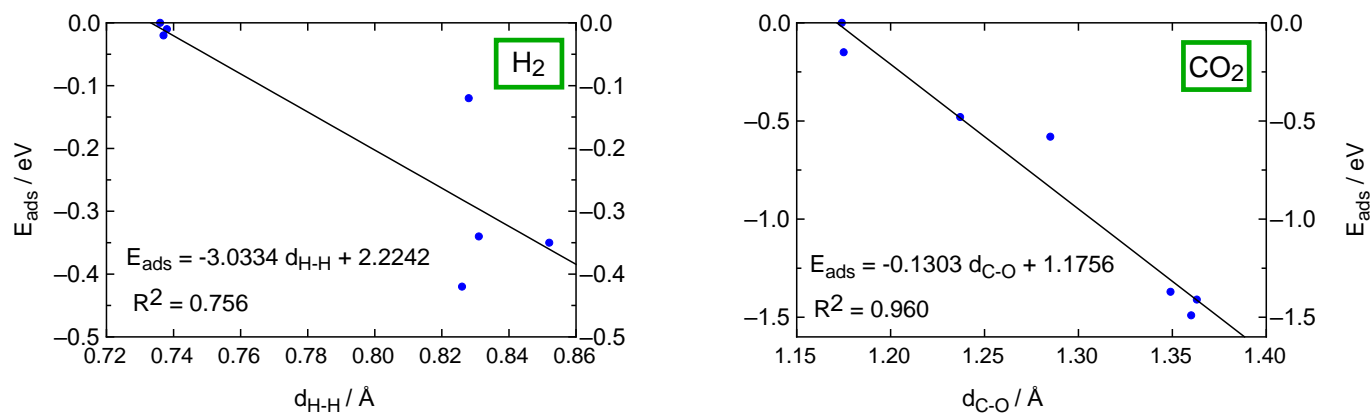 0.0
–0.1
–0.2
–0.3
–0.4
–0.5
E_ads / eV
0.0
–0.1
–0.2
–0.3
–0.4
–0.5
H2
E_ads = -3.0334 d_H-H + 2.2242
R² = 0.756
0.72 0.74 0.76 0.78 0.80 0.82 0.84 0.86
d_H-H / Å
0.0
–0.5
–1.0
–1.5
0.0
–0.5
–1.0
–1.5
E_ads / eV
CO2
E_ads = -0.1303 d_C-O + 1.1756
R² = 0.960
1.15 1.20 1.25 1.30 1.35 1.40
d_C-O / Å